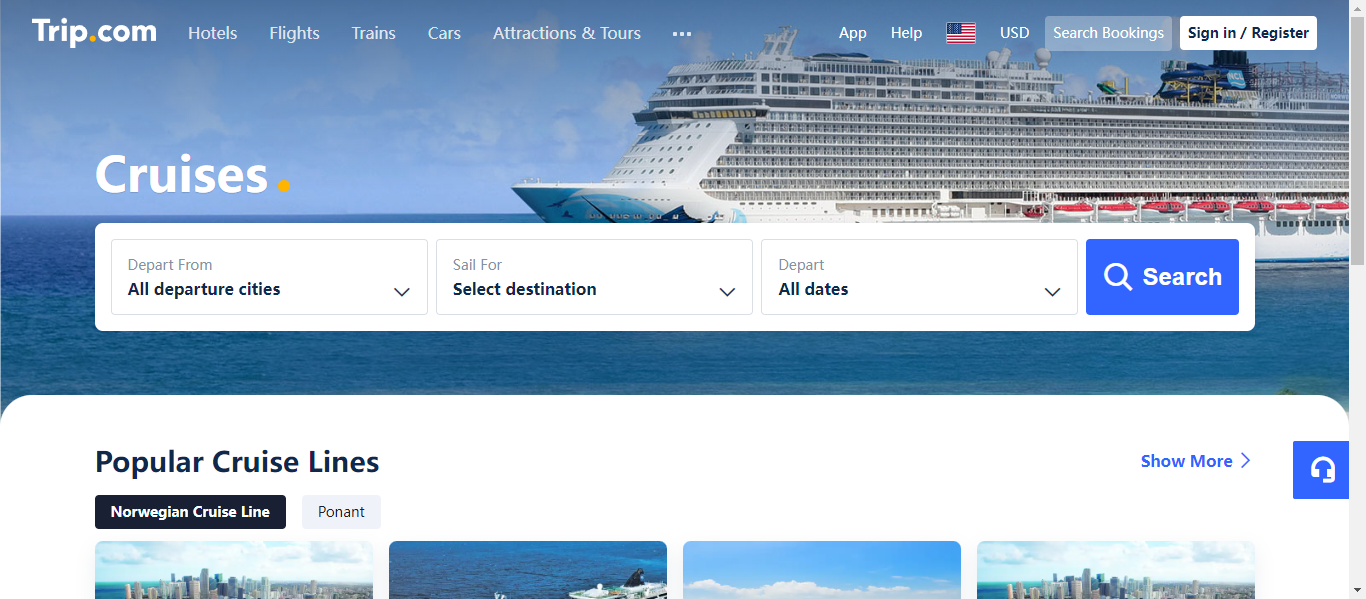 Trip.com Hotels Flights Trains Cars Attractions & Tours ••• App Help USD Search Bookings Sign in / Register
NCL
Cruises.
Depart From
All departure cities
Sail For
Select destination
Depart
All dates
Search
Popular Cruise Lines
Show More
Norwegian Cruise Line
Ponant